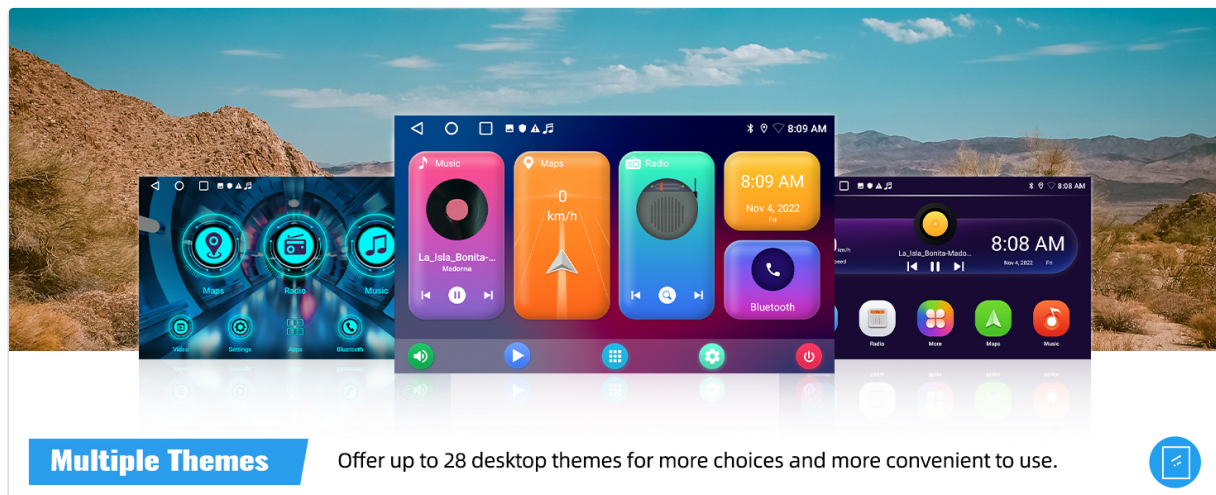 8:09 AM
Music
Maps
Radio
0
km/h
8:09 AM
Nov 4, 2022
Fri
La_Isla_Bonita-...
Madonna
Bluetooth
8:08 AM
Maps
Radio
Music
Video
Settings
Apps
Bluetooth
km/h
La_Isla_Bonita-Mado...
8:08 AM
Nov 4, 2022
Fri
Radio
More
Maps
Music
Multiple Themes
Offer up to 28 desktop themes for more choices and more convenient to use.